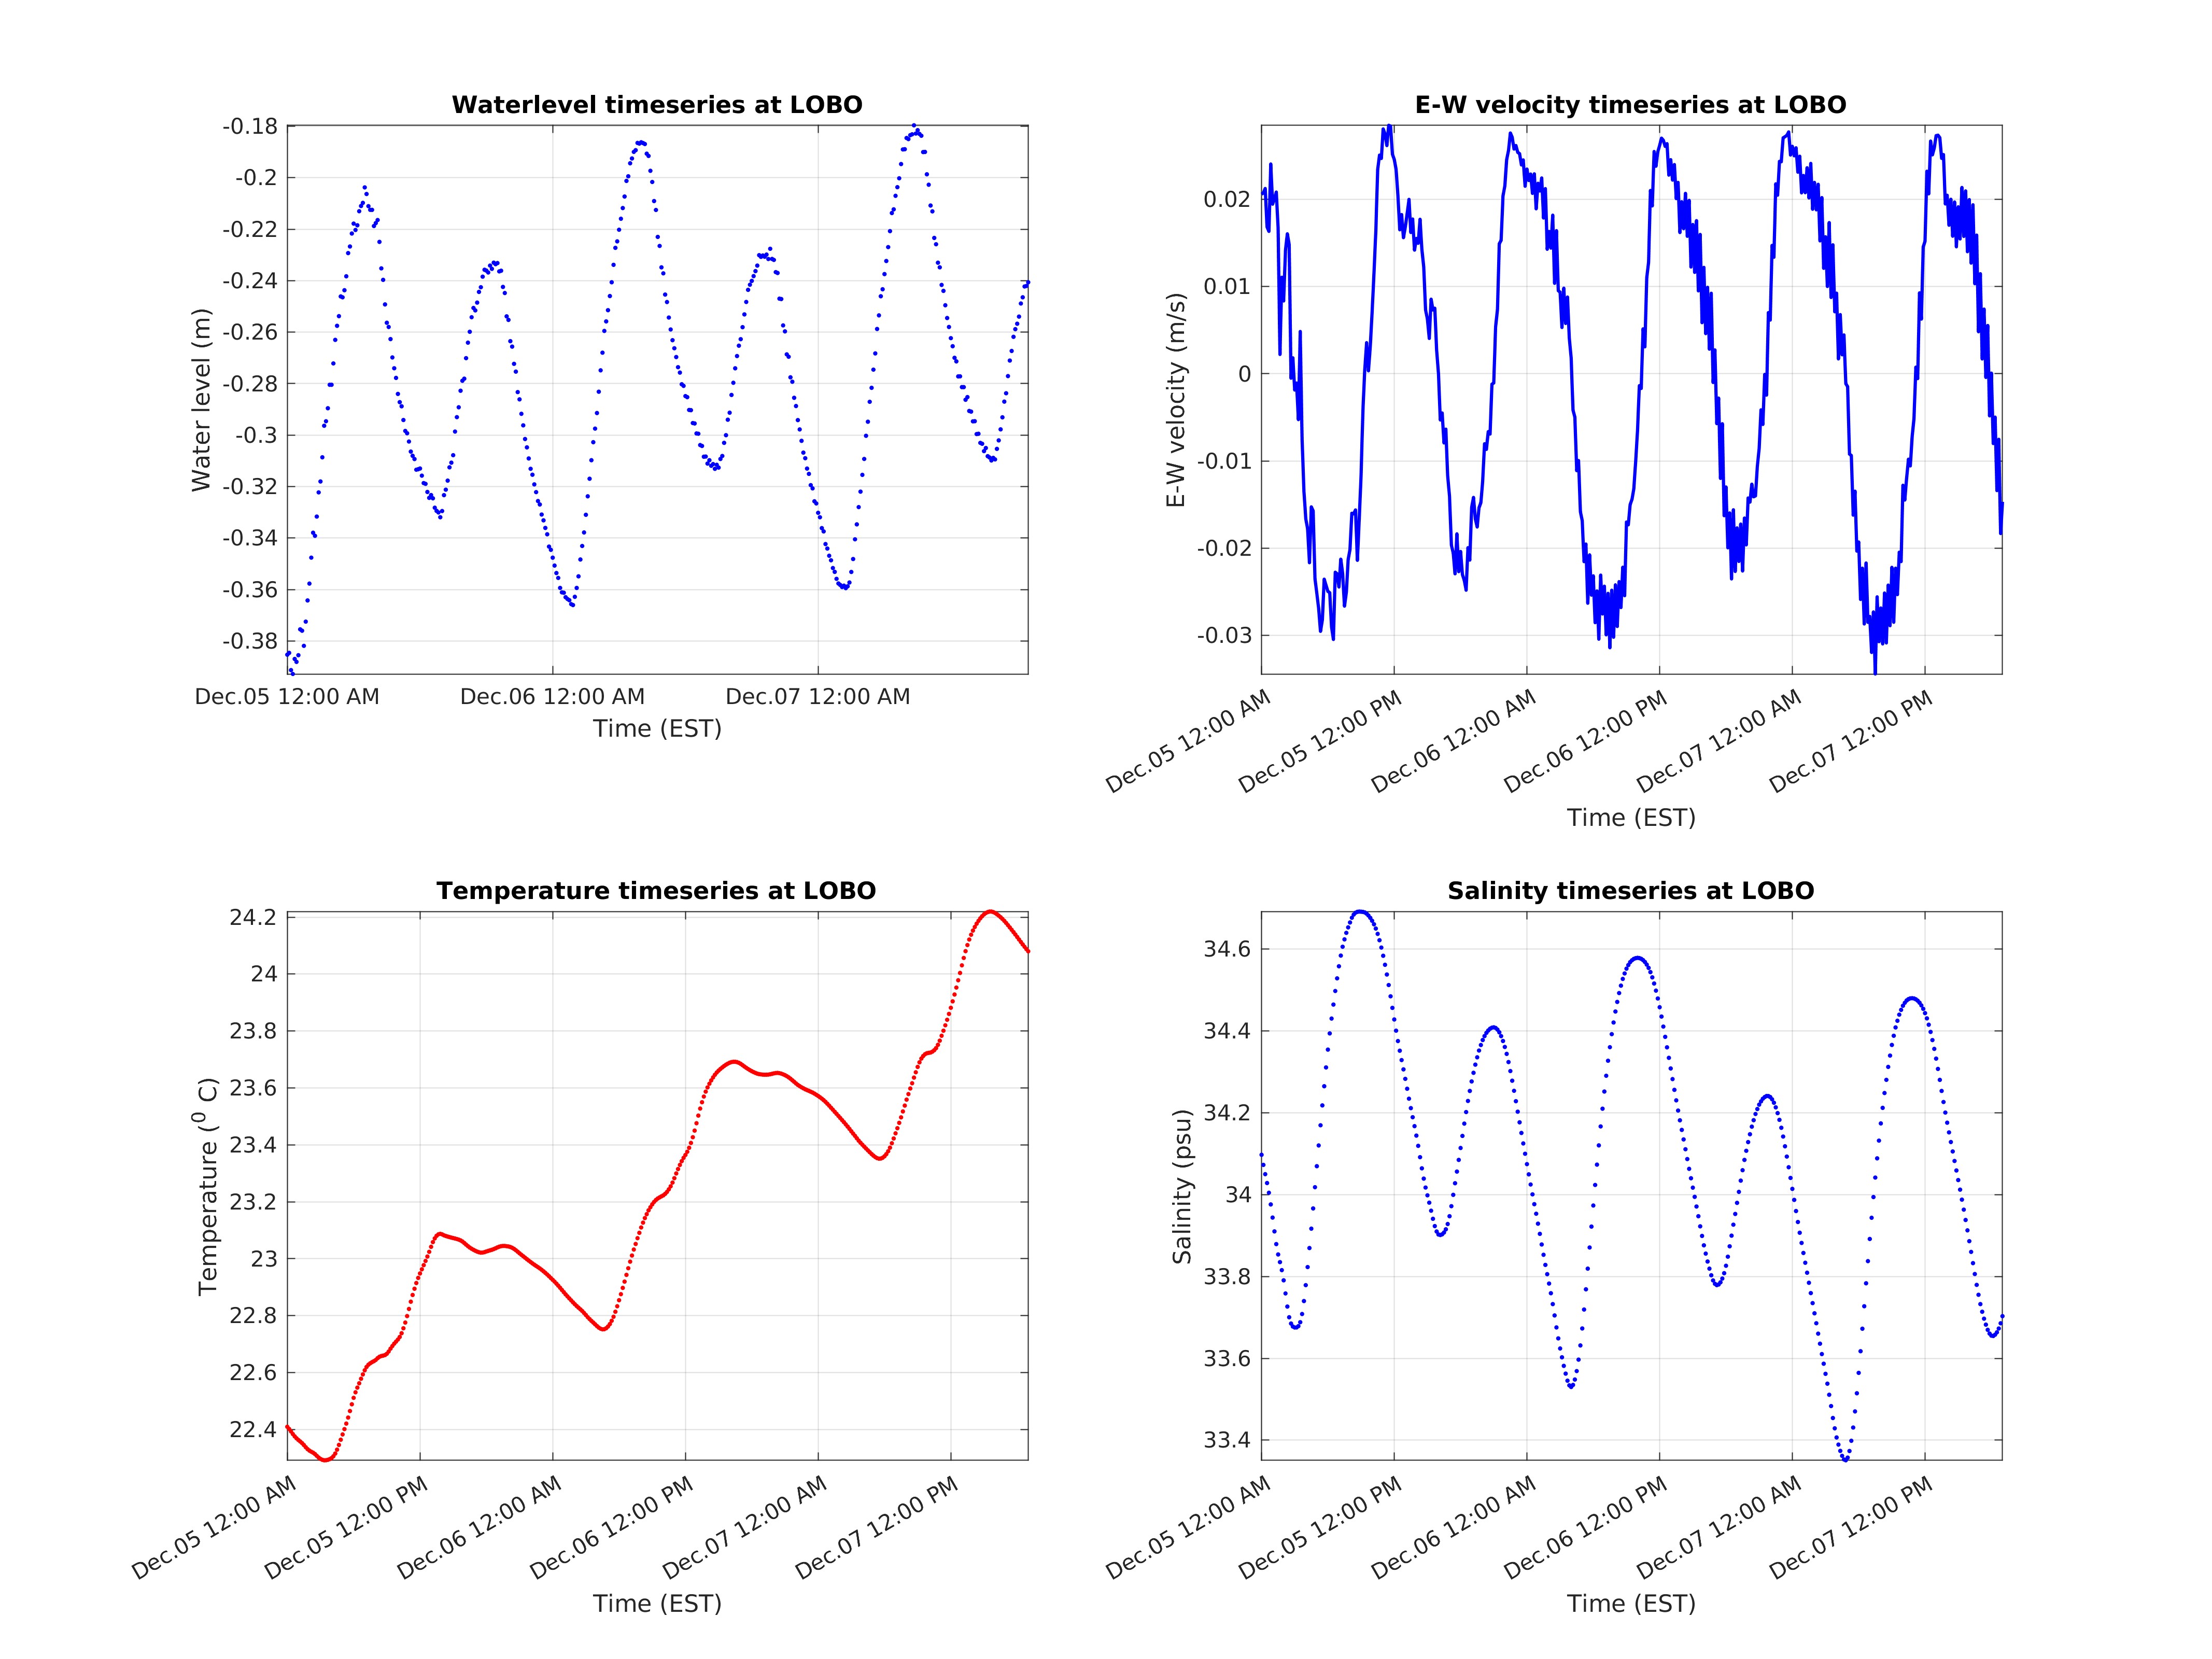 Waterlevel timeseries at LOBO
-0.18
-0.2
-0.22
-0.24
-0.26
-0.28
-0.3
-0.32
-0.34
-0.36
-0.38
Water level (m)
Dec.05 12:00 AM
Dec.06 12:00 AM
Dec.07 12:00 AM
Time (EST)
E-W velocity timeseries at LOBO
0.02
0.01
0
-0.01
-0.02
-0.03
E-W velocity (m/s)
Dec.05 12:00 AM
Dec.05 12:00 PM
Dec.06 12:00 AM
Dec.06 12:00 PM
Dec.07 12:00 AM
Dec.07 12:00 PM
Time (EST)
Temperature timeseries at LOBO
24.2
24
23.8
23.6
23.4
23.2
23
22.8
22.6
22.4
Temperature (⁰ C)
Dec.05 12:00 AM
Dec.05 12:00 PM
Dec.06 12:00 AM
Dec.06 12:00 PM
Dec.07 12:00 AM
Dec.07 12:00 PM
Time (EST)
Salinity timeseries at LOBO
34.6
34.4
34.2
34
33.8
33.6
33.4
Salinity (psu)
Dec.05 12:00 AM
Dec.05 12:00 PM
Dec.06 12:00 AM
Dec.06 12:00 PM
Dec.07 12:00 AM
Dec.07 12:00 PM
Time (EST)